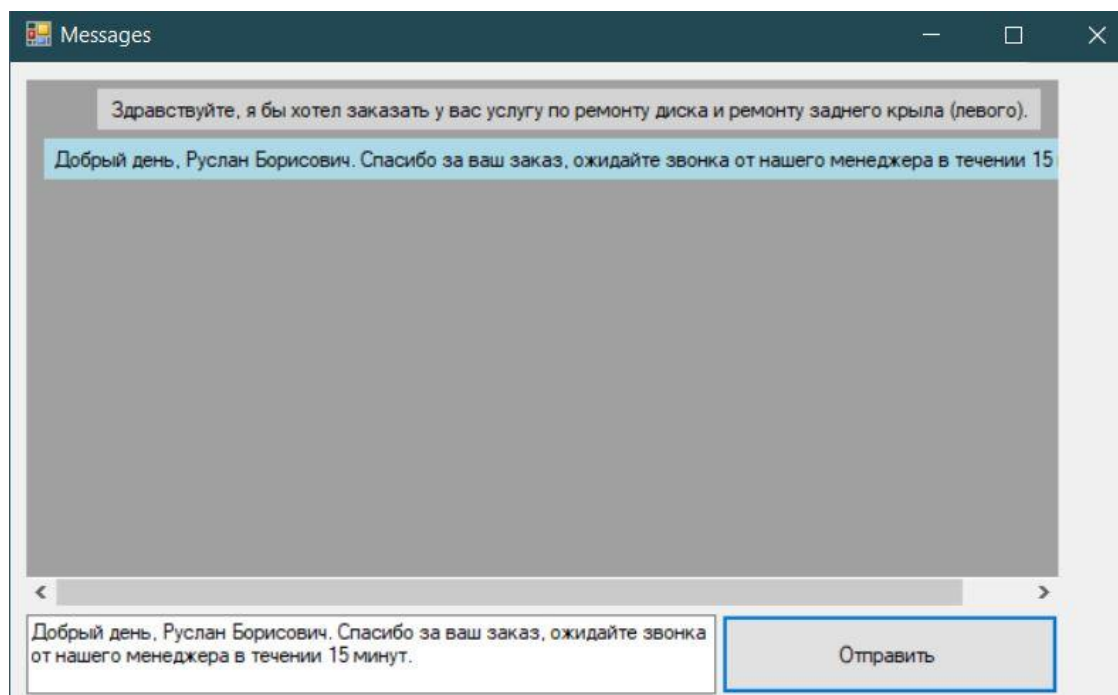 Messages
Здравствуйте, я бы хотел заказать у вас услугу по ремонту диска и ремонту заднего крыла (левого).
Добрый день, Руслан Борисович. Спасибо за ваш заказ, ожидайте звонка от нашего менеджера в течении 15
Добрый день, Руслан Борисович. Спасибо за ваш заказ, ожидайте звонка
от нашего менеджера в течении 15 минут.
Отправить